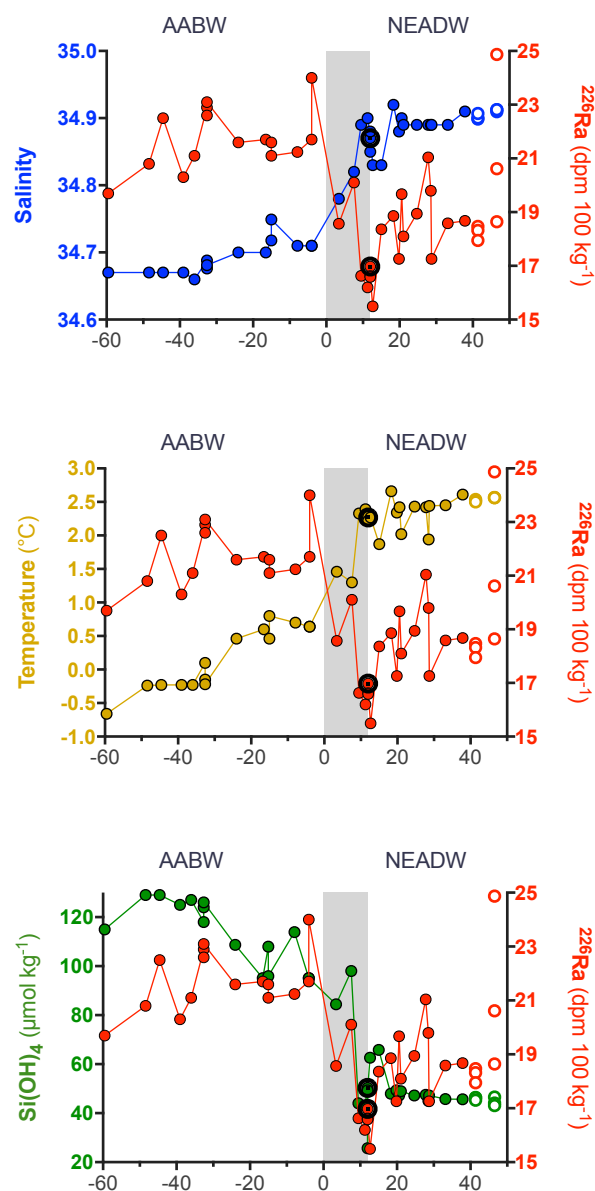 AABW NEADW
35.0 25
34.9 23
34.8 21
34.7 19
17
34.6 15
-60 -40 -20 0 20 40
Salinity
²²⁶Ra (dpm 100 kg⁻¹)
AABW NEADW
3.0 25
2.5 23
2.0
1.5 21
1.0
0.5 19
0.0 17
-0.5
-1.0 15
-60 -40 -20 0 20 40
Temperature (°C)
²²⁶Ra (dpm 100 kg⁻¹)
AABW NEADW
25
120 23
100 21
80
60 19
40 17
20 15
-60 -40 -20 0 20 40
Si(OH)₄ (μmol kg⁻¹)
²²⁶Ra (dpm 100 kg⁻¹)